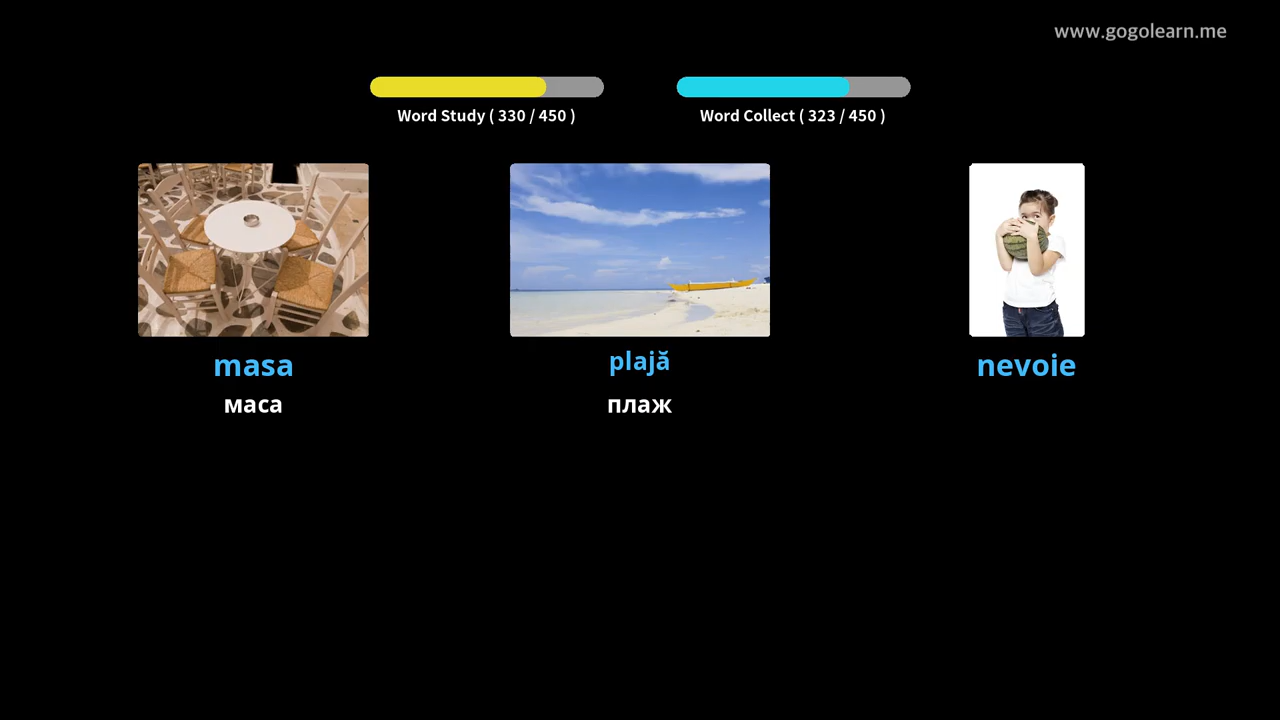 www.gogolearn.me
Word Study ( 330 / 450 )
Word Collect ( 323 / 450 )
masa
маса
plajă
плаж
nevoie